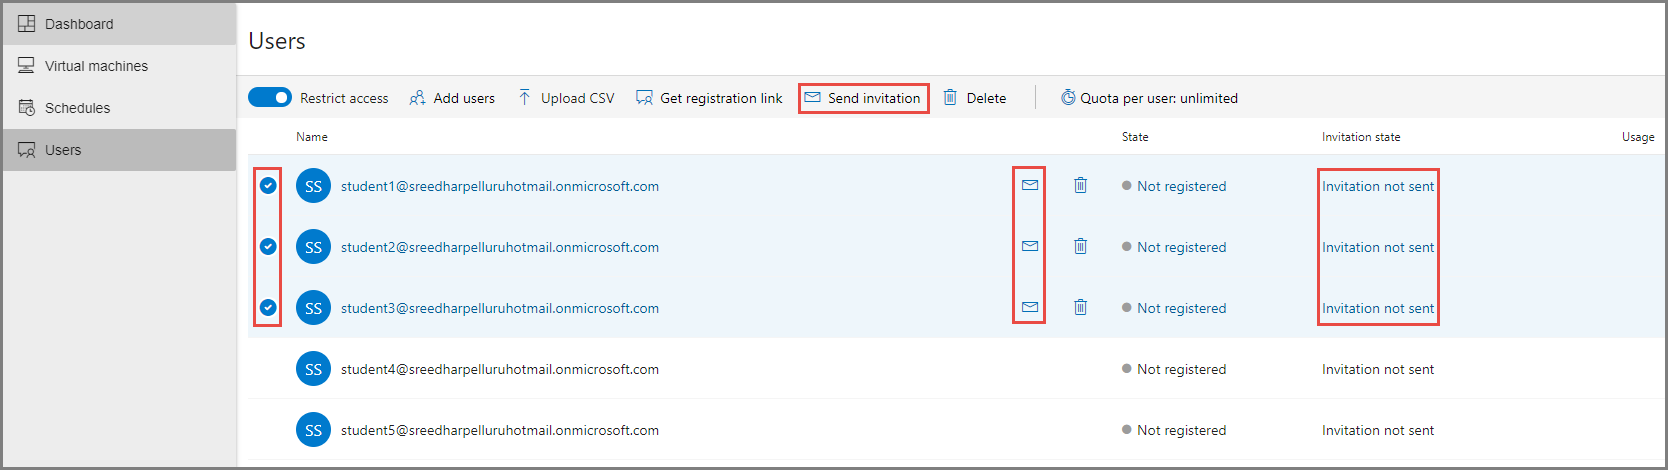 Dashboard
Virtual machines
Schedules
Users
Users
Restrict access Add users Upload CSV Get registration link Send invitation Delete Quota per user: unlimited
Name State Invitation state Usage
SS student1@sreedharpelluruhotmail.onmicrosoft.com Not registered Invitation not sent
SS student2@sreedharpelluruhotmail.onmicrosoft.com Not registered Invitation not sent
SS student3@sreedharpelluruhotmail.onmicrosoft.com Not registered Invitation not sent
SS student4@sreedharpelluruhotmail.onmicrosoft.com Not registered Invitation not sent
SS student5@sreedharpelluruhotmail.onmicrosoft.com Not registered Invitation not sent